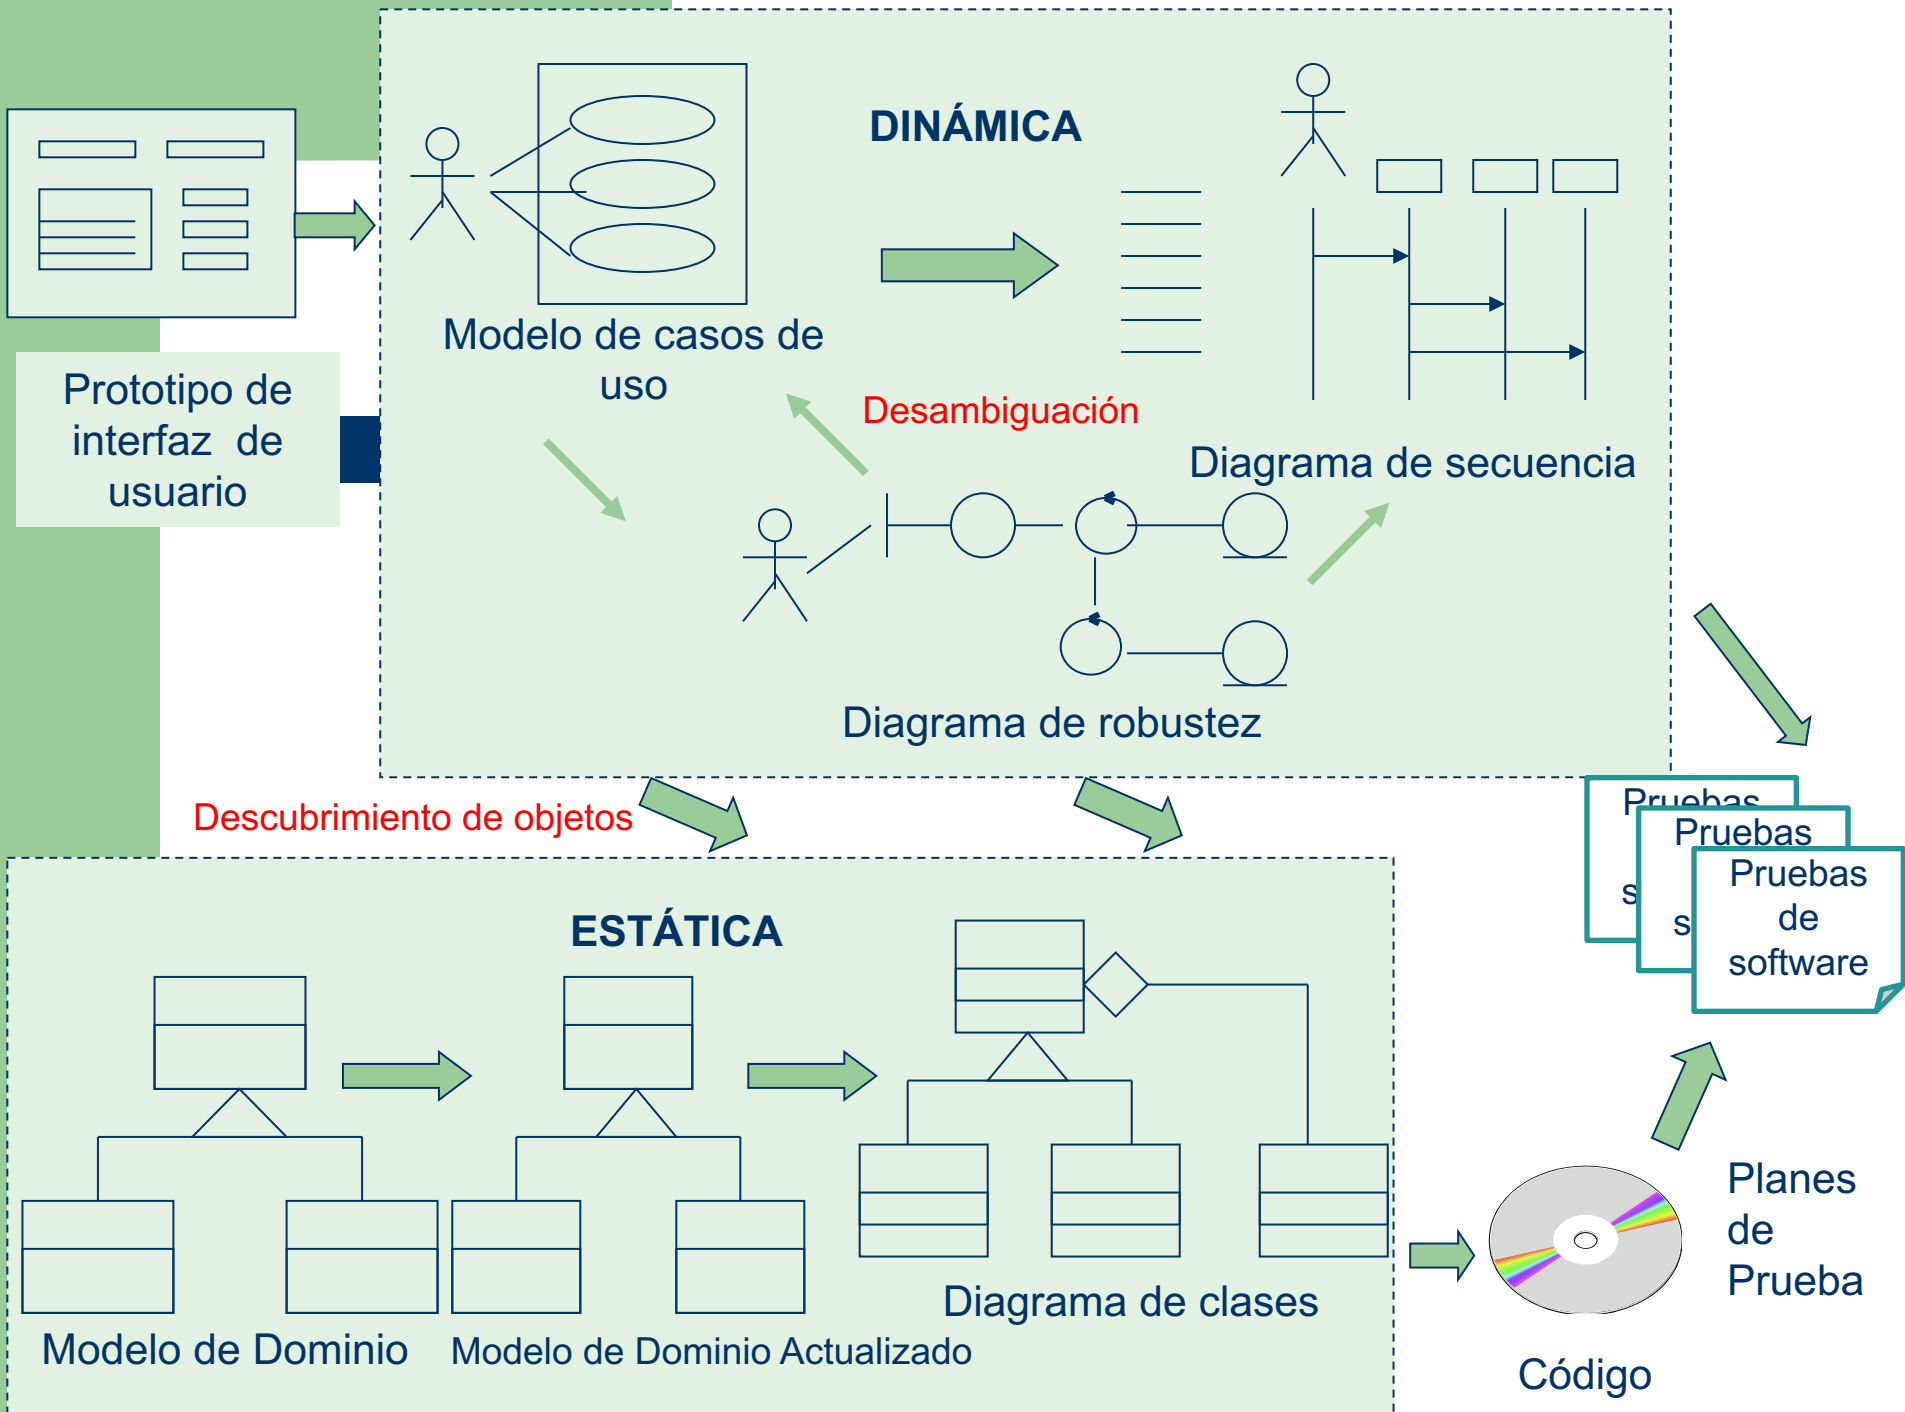 DINÁMICA
Modelo de casos de
uso
Prototipo de
interfaz de
usuario
Desambiguación
Diagrama de secuencia
Diagrama de robustez
Descubrimiento de objetos
Pruebas
s
Pruebas
s
Pruebas
de
software
ESTÁTICA
Modelo de Dominio
Modelo de Dominio Actualizado
Diagrama de clases
Planes
de
Prueba
Código